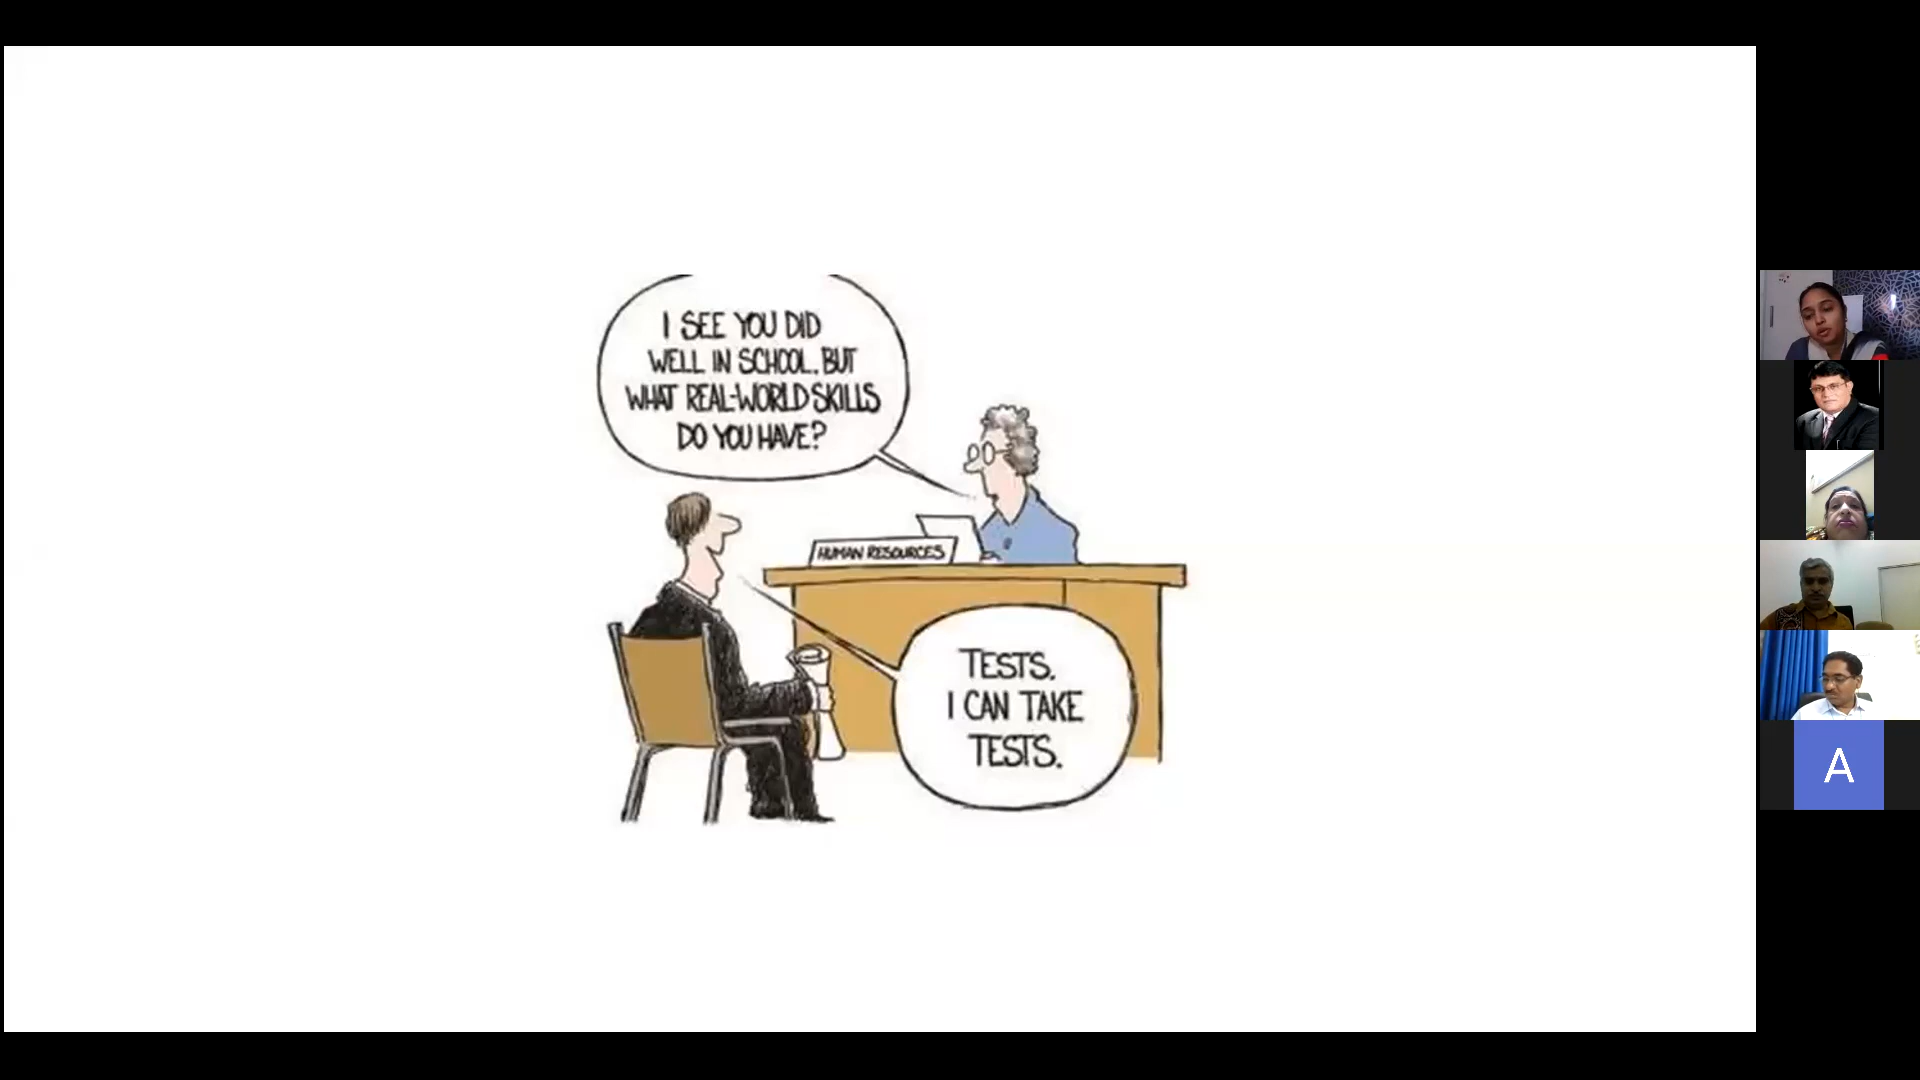 I SEE YOU DID
WELL IN SCHOOL. BUT
WHAT REAL-WORLD SKILLS
DO YOU HAVE?
HUMAN RESOURCES
TESTS.
I CAN TAKE
TESTS.
A